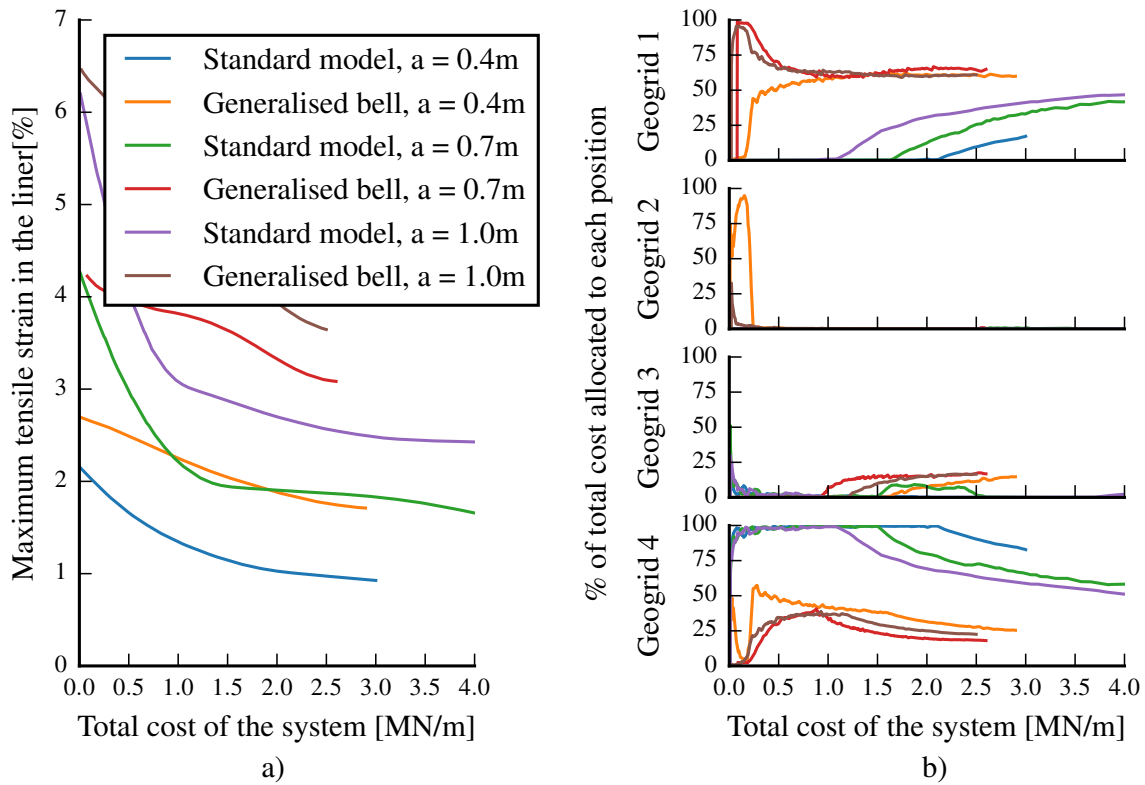 7
6
5
4
3
2
1
0
Maximum tensile strain in the liner[%]
Standard model, a = 0.4m
Generalised bell, a = 0.4m
Standard model, a = 0.7m
Generalised bell, a = 0.7m
Standard model, a = 1.0m
Generalised bell, a = 1.0m
0.0 0.5 1.0 1.5 2.0 2.5 3.0 3.5 4.0
Total cost of the system [MN/m]
a)
% of total cost allocated to each position
Geogrid 1
100
75
50
25
0
Geogrid 2
100
75
50
25
0
Geogrid 3
100
75
50
25
0
Geogrid 4
100
75
50
25
0
0.0 0.5 1.0 1.5 2.0 2.5 3.0 3.5 4.0
Total cost of the system [MN/m]
b)